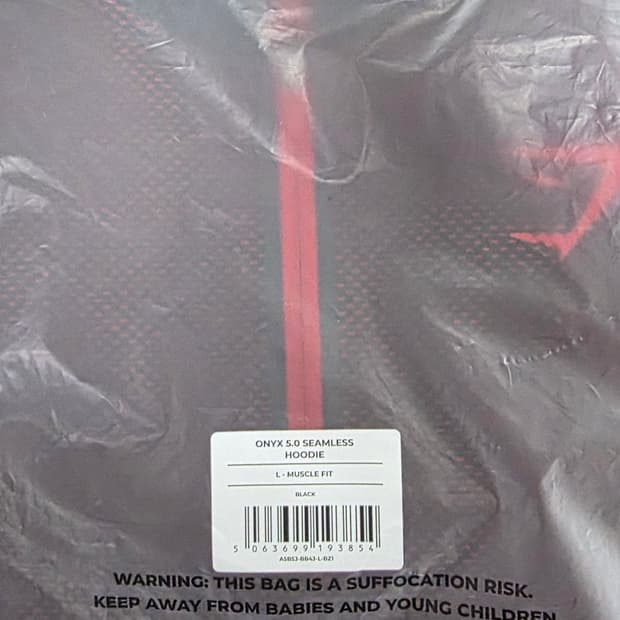 ONYX 5.0 SEAMLESS
HOODIE
L - MUSCLE FIT
BLACK
5 063699 193854
A5B5J-BB43-L-BZ1
WARNING: THIS BAG IS A SUFFOCATION RISK.
KEEP AWAY FROM BABIES AND YOUNG CHILDREN